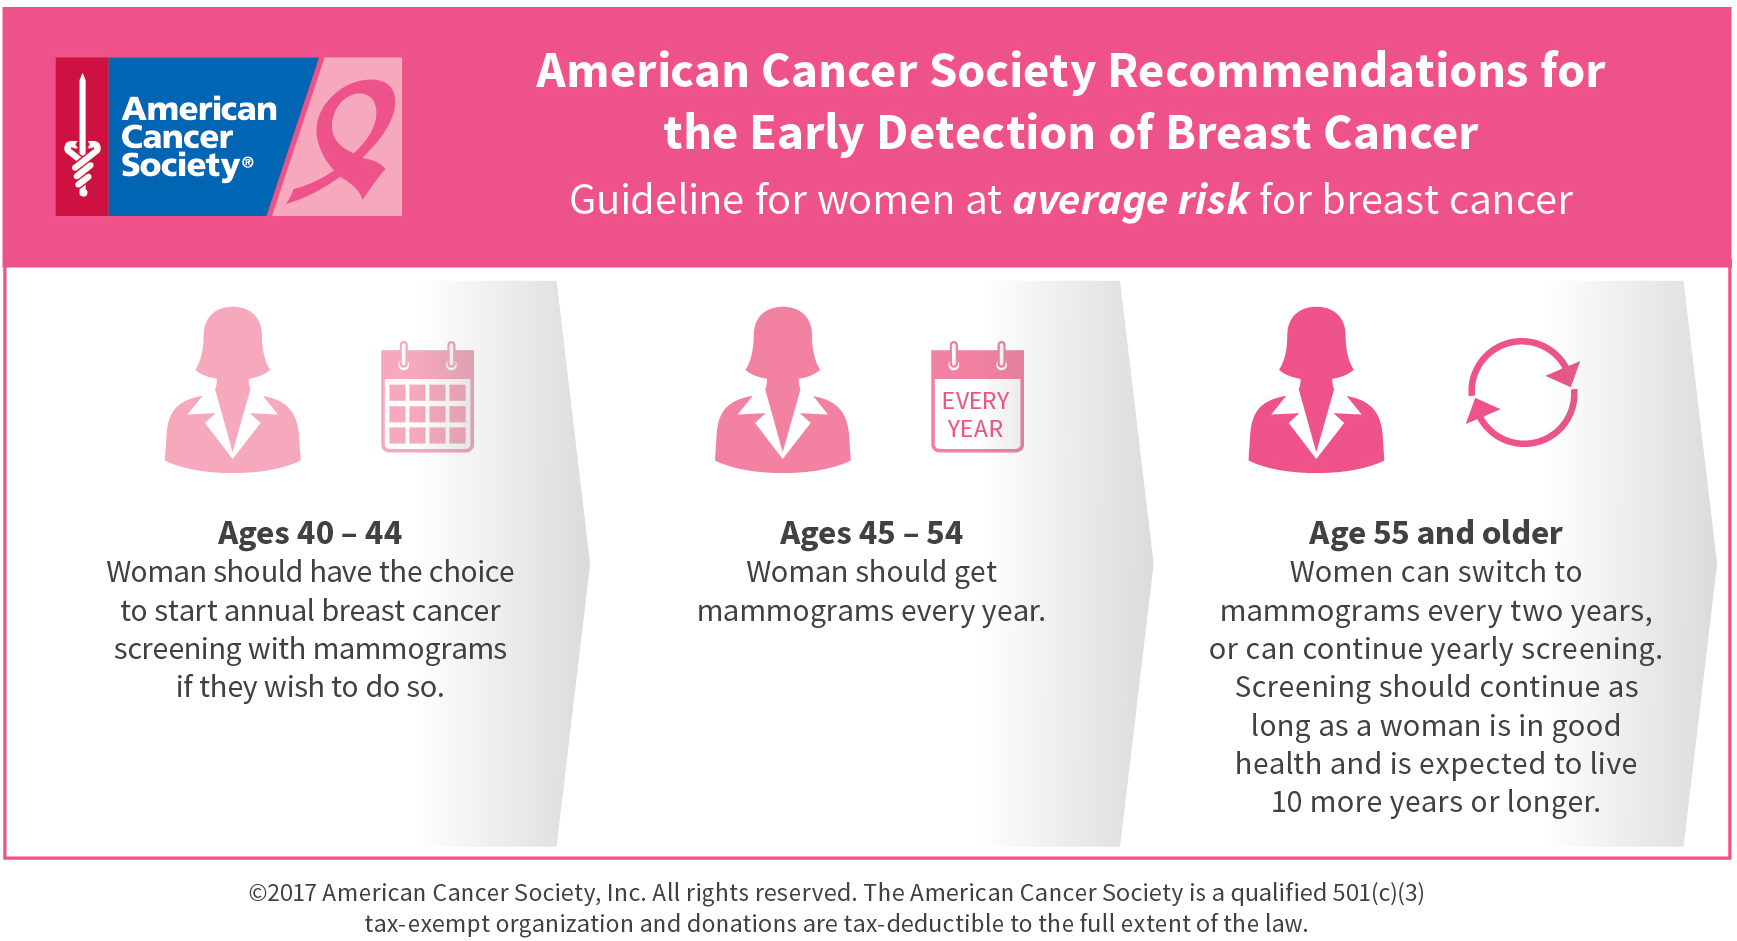 American
Cancer
Society®
American Cancer Society Recommendations for
the Early Detection of Breast Cancer
Guideline for women at average risk for breast cancer
Ages 40 – 44
Woman should have the choice
to start annual breast cancer
screening with mammograms
if they wish to do so.
EVERY
YEAR
Ages 45 – 54
Woman should get
mammograms every year.
Age 55 and older
Women can switch to
mammograms every two years,
or can continue yearly screening.
Screening should continue as
long as a woman is in good
health and is expected to live
10 more years or longer.
©2017 American Cancer Society, Inc. All rights reserved. The American Cancer Society is a qualified 501(c)(3)
tax-exempt organization and donations are tax-deductible to the full extent of the law.